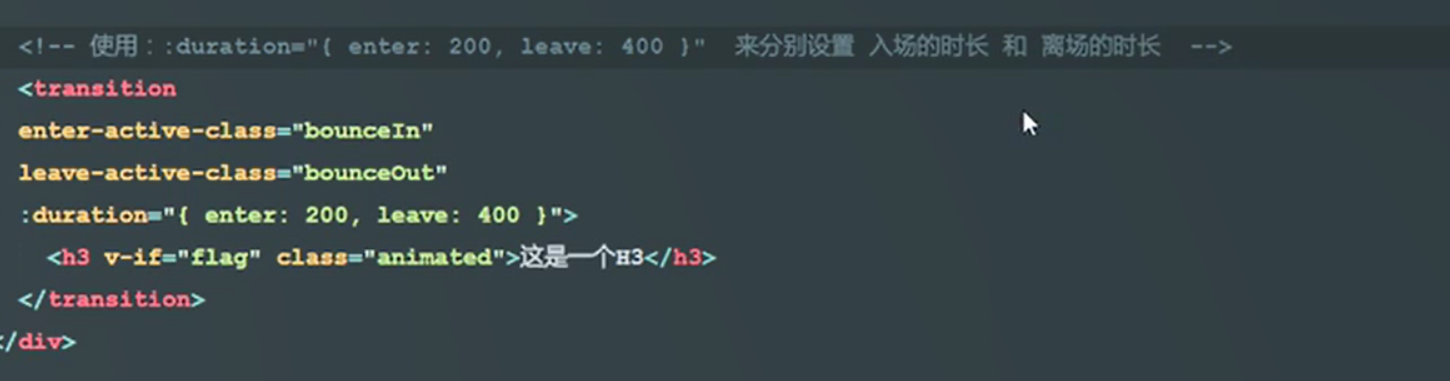 <!-- 使用：:duration="{ enter: 200, leave: 400 }"  来分别设置 入场的时长 和 离场的时长  -->
<transition
enter-active-class="bounceIn"
leave-active-class="bounceOut"
:duration="{ enter: 200, leave: 400 }">
<h3 v-if="flag" class="animated">这是一个H3</h3>
</transition>
</div>